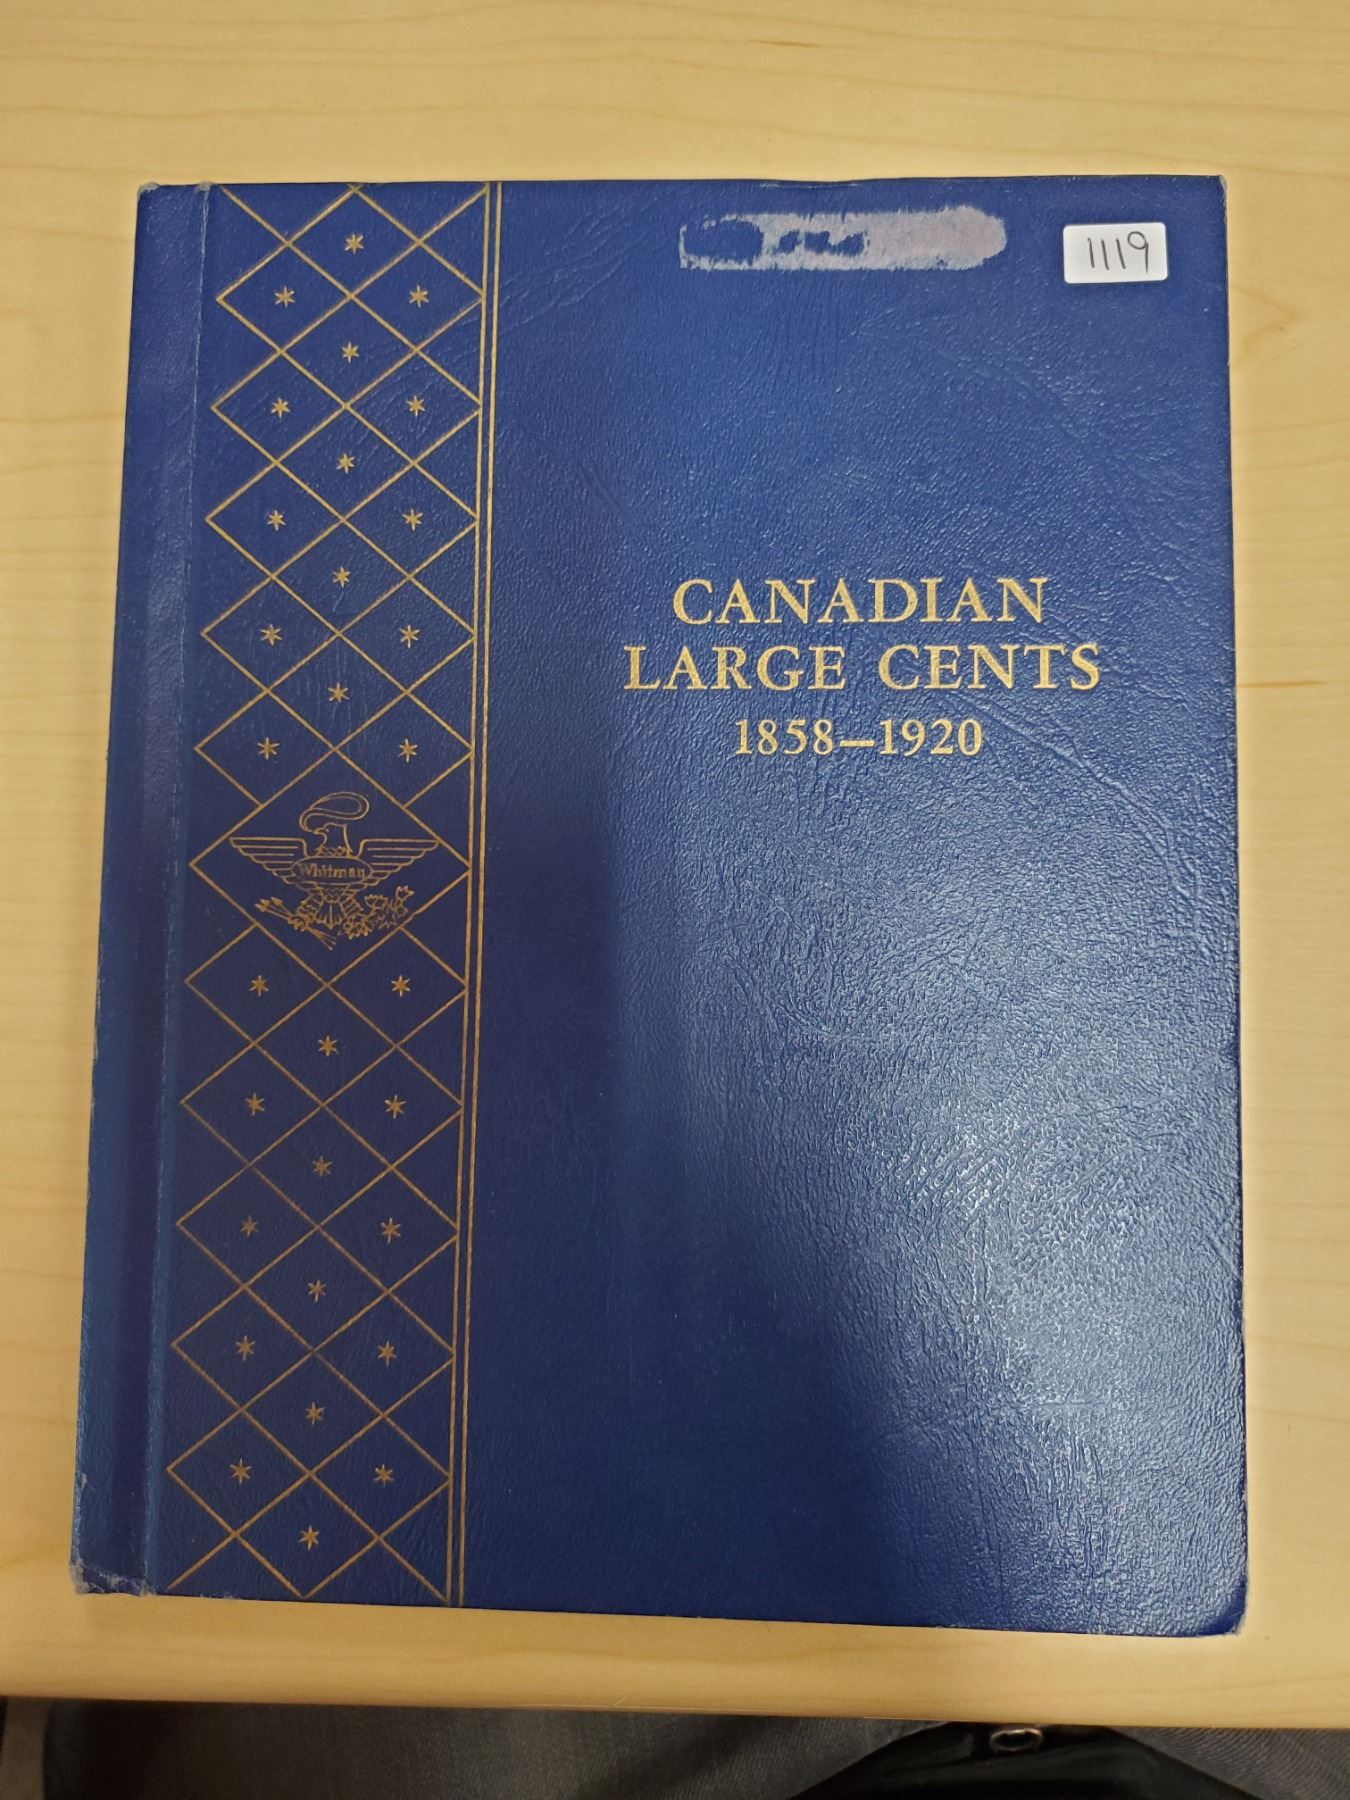 1119
CANADIAN
LARGE CENTS
1858—1920
Whitman